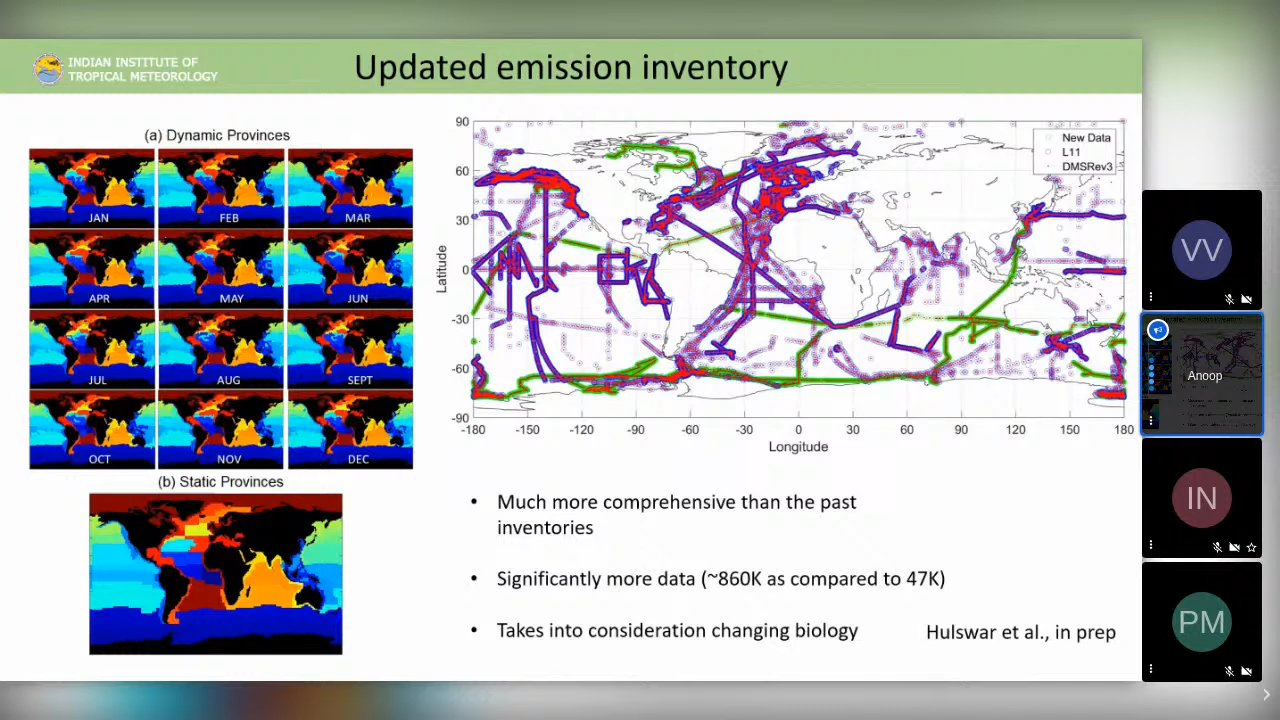 INDIAN INSTITUTE OF
TROPICAL METEOROLOGY
Updated emission inventory
(a) Dynamic Provinces
JAN
FEB
MAR
APR
MAY
JUN
JUL
AUG
SEPT
OCT
NOV
DEC
(b) Static Provinces
90
60
30
0
-30
-60
-90
Latitude
-180
-150
-120
-90
-60
-30
0
30
60
90
120
150
180
Longitude
New Data
L11
DMSRev3
• Much more comprehensive than the past
inventories
• Significantly more data (~860K as compared to 47K)
• Takes into consideration changing biology
Hulswar et al., in prep
VV
Anoop
IN
PM